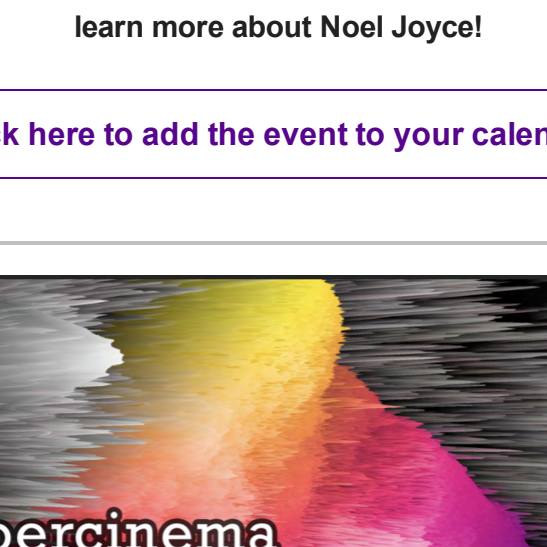 learn more about Noel Joyce!
k here to add the event to your calen
percinema